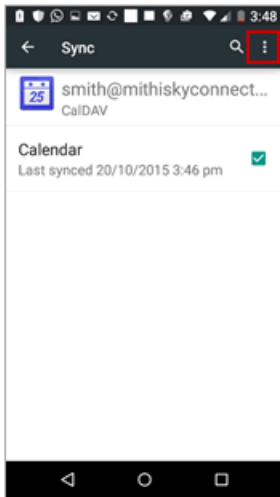 3:48
Sync
25
smith@mithiskyconnect...
CalDAV
Calendar
Last synced 20/10/2015 3:46 pm